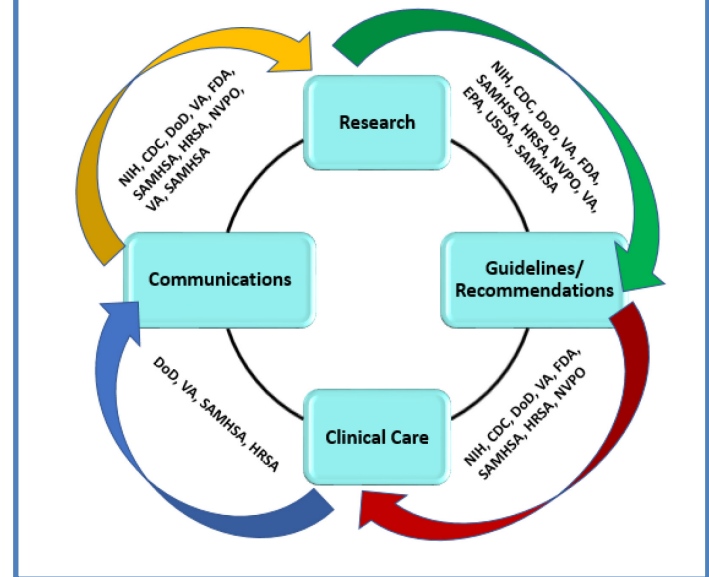 Research
NIH, CDC, DoD, VA, FDA,
SAMHSA, HRSA, NVPO, VA,
EPA, USDA, SAMHSA
Guidelines/
Recommendations
NIH, CDC, DoD, VA, FDA,
SAMHSA, HRSA, NVPO
Clinical Care
DoD, VA, SAMHSA, HRSA
Communications
NIH, CDC, DoD, VA, FDA,
SAMHSA, HRSA, NVPO,
VA, SAMHSA